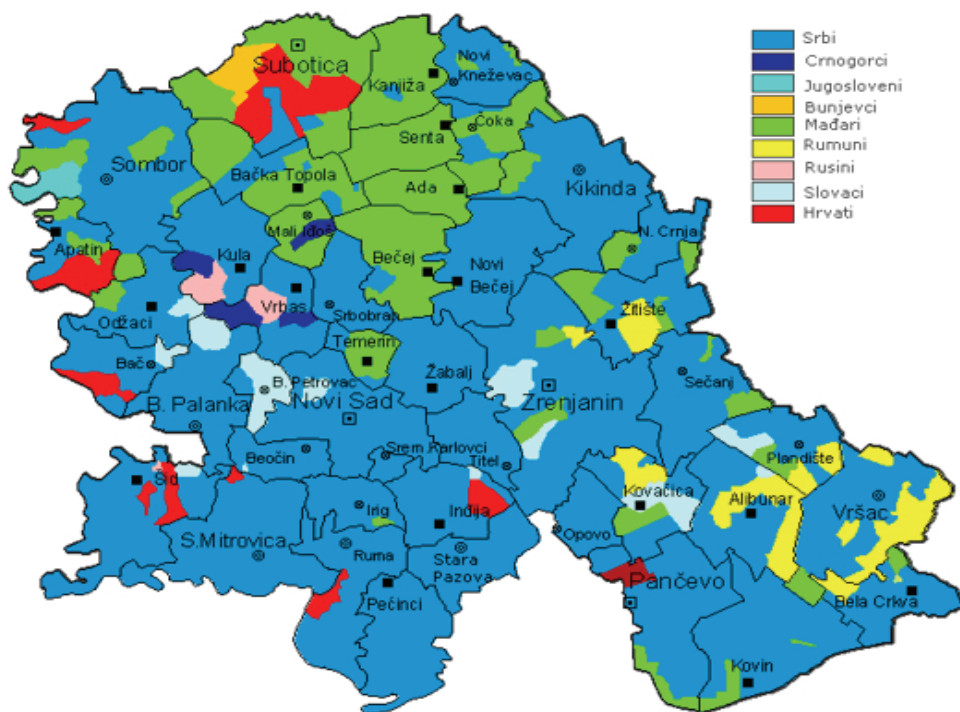 Srbi
Crnogorci
Jugosloveni
Bunjevci
Mađari
Rumuni
Rusini
Slovaci
Hrvati
Subotica
Novi
Kneževac
Kanjiža
Senta
Čoka
Sombor
Bačka Topola
Ada
Kikinda
Mali Iđoš
N. Crnja
Apatin
Kula
Bečej
Novi
Bečej
Vrbas
Srbobran
Odžaci
Žitište
Temerin
Bač
B. Petrovac
Žabalj
Sečanj
B. Palanka
Novi Sad
Zrenjanin
Beočin
Srem.Karlovci
Titel
Plandište
Šid
Kovačica
Alibunar
Vršac
Irig
Inđija
Opovo
S.Mitrovica
Ruma
Stara
Pazova
Pančevo
Pećinci
Bela Crkva
Kovin